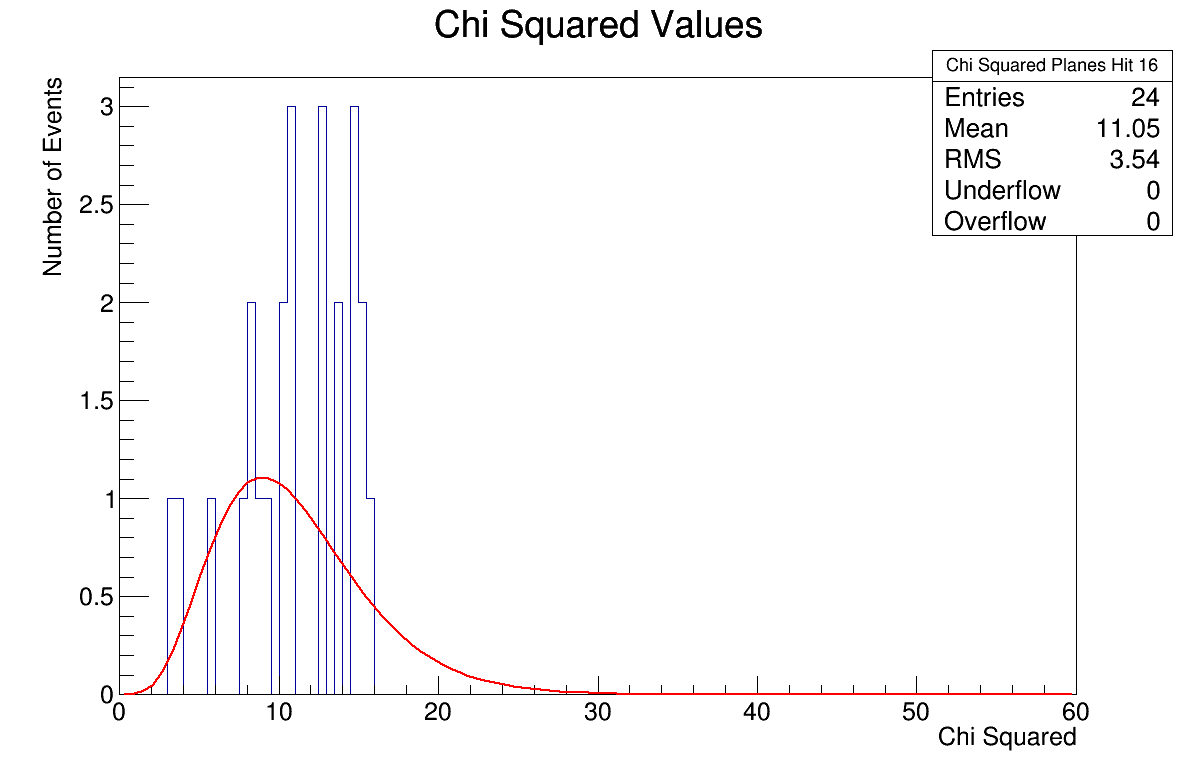 Chi Squared Values
Number of Events
Chi Squared Planes Hit 16
Entries 24
Mean 11.05
RMS 3.54
Underflow 0
Overflow 0
3
2.5
2
1.5
1
0.5
0
0 10 20 30 40 50 60
Chi Squared